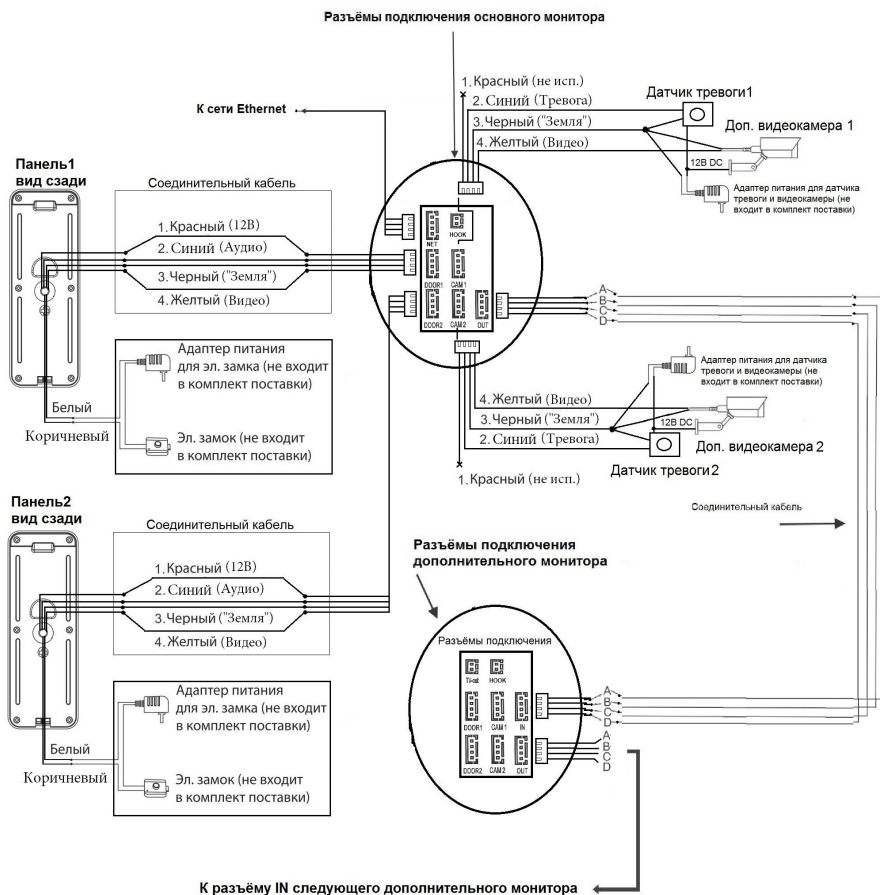 Разъёмы подключения основного монитора
К сети Ethernet
1.Красный (не исп.)
2.Синий (Тревога)
3.Черный ("Земля")
4.Желтый (Видео)
Датчик тревоги1
Доп. видеокамера 1
12В DC
Адаптер питания для датчика
тревоги и видеокамеры (не
входит в комплект поставки)
Панель1
вид сзади
Соединительный кабель
1.Красный (12В)
2.Синий (Аудио)
3.Черный ("Земля")
4.Желтый (Видео)
NET
HOOK
DOOR1
CAM1
DOOR2
CAM2
OUT
A
B
C
D
Адаптер питания
для эл. замка (не входит
в комплект поставки)
Белый
Коричневый
Эл. замок (не входит
в комплект поставки)
Адаптер питания для датчика
тревоги и видеокамеры (не
входит в комплект поставки)
4.Желтый (Видео)
3.Черный ("Земля")
2.Синий (Тревога)
1.Красный (не исп.)
12В DC
Доп. видеокамера 2
Датчик тревоги2
Соединительный кабель
Панель2
вид сзади
Соединительный кабель
1.Красный (12В)
2.Синий (Аудио)
3.Черный ("Земля")
4.Желтый (Видео)
Адаптер питания
для эл. замка (не входит
в комплект поставки)
Белый
Коричневый
Эл. замок (не входит
в комплект поставки)
Разъёмы подключения
дополнительного монитора
Разъёмы подключения
HOOK
DOOR1
CAM1
IN
DOOR2
CAM2
OUT
A
B
C
D
A
B
C
D
К разъёму IN следующего дополнительного монитора